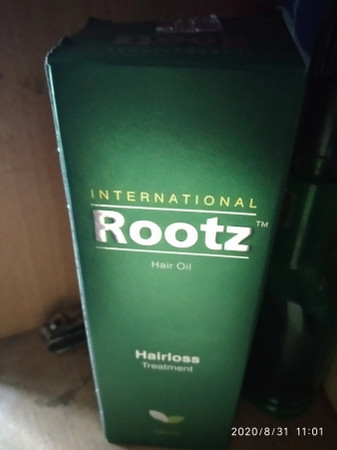 INTERNATIONAL
Rootz™
Hair Oil
Hairloss
Treatment
2020/8/31 11:01